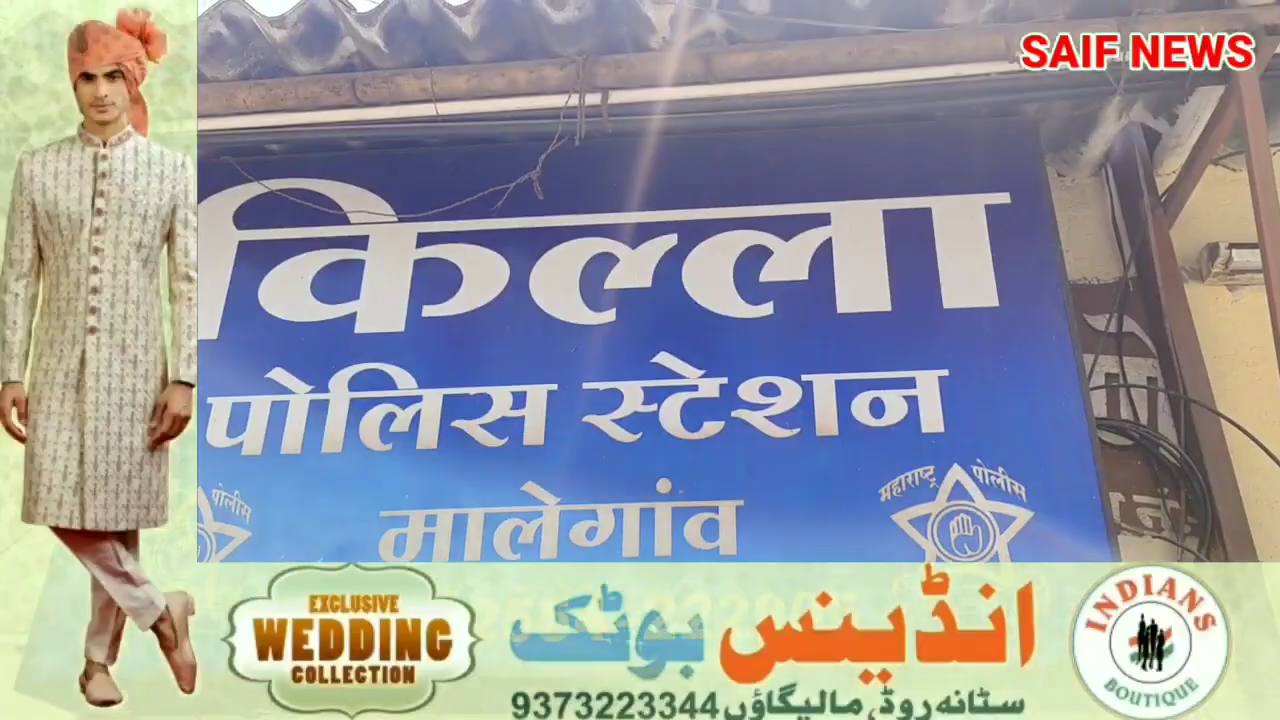 SAIF NEWS
किल्ला
पोलिस स्टेशन
मालेगांव
महाराष्ट्र पोलीस
पोलीस
EXCLUSIVE
WEDDING
COLLECTION
انڈینس بوٹک
سٹانہ روڈ، مالیگاؤں 9373223344
INDIANS
BOUTIQUE